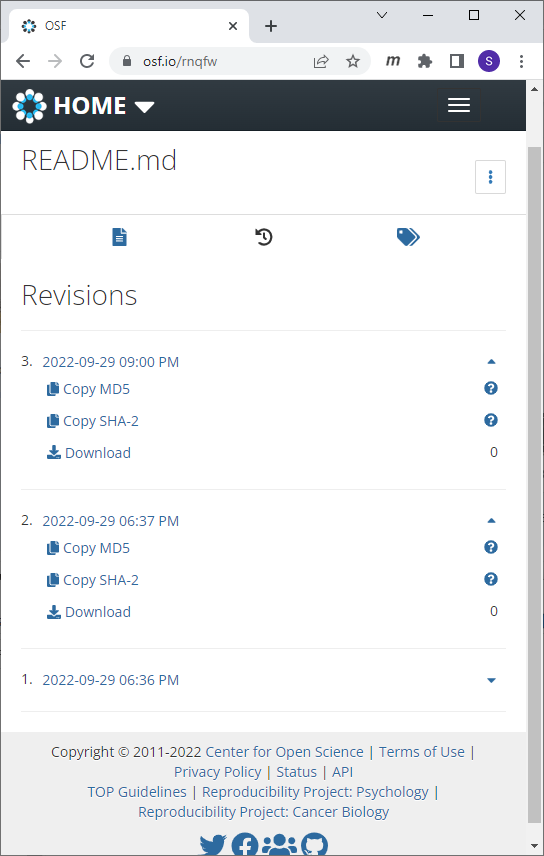 OSF
osf.io/rnqfw
m
S
HOME
README.md
Revisions
3. 2022-09-29 09:00 PM
Copy MD5 ?
Copy SHA-2 ?
Download 0
2. 2022-09-29 06:37 PM
Copy MD5 ?
Copy SHA-2 ?
Download 0
1. 2022-09-29 06:36 PM
Copyright © 2011-2022 Center for Open Science | Terms of Use |
Privacy Policy | Status | API
TOP Guidelines | Reproducibility Project: Psychology |
Reproducibility Project: Cancer Biology